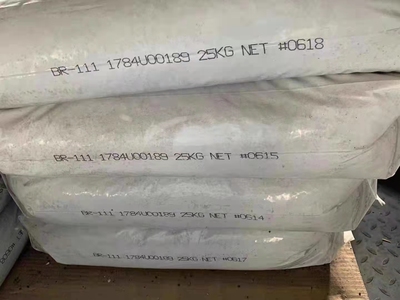 BR-111 1784U00189 25KG NET #0618
BR-111 1784U00189 25KG NET #0615
BR-111 1784U00189 25KG NET #0614
BR-111 1784U00189 25KG NET #0617